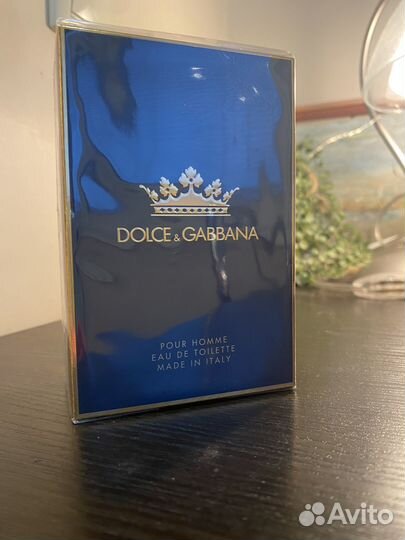 DOLCE & GABBANA
POUR HOMME
EAU DE TOILETTE
MADE IN ITALY
Avito